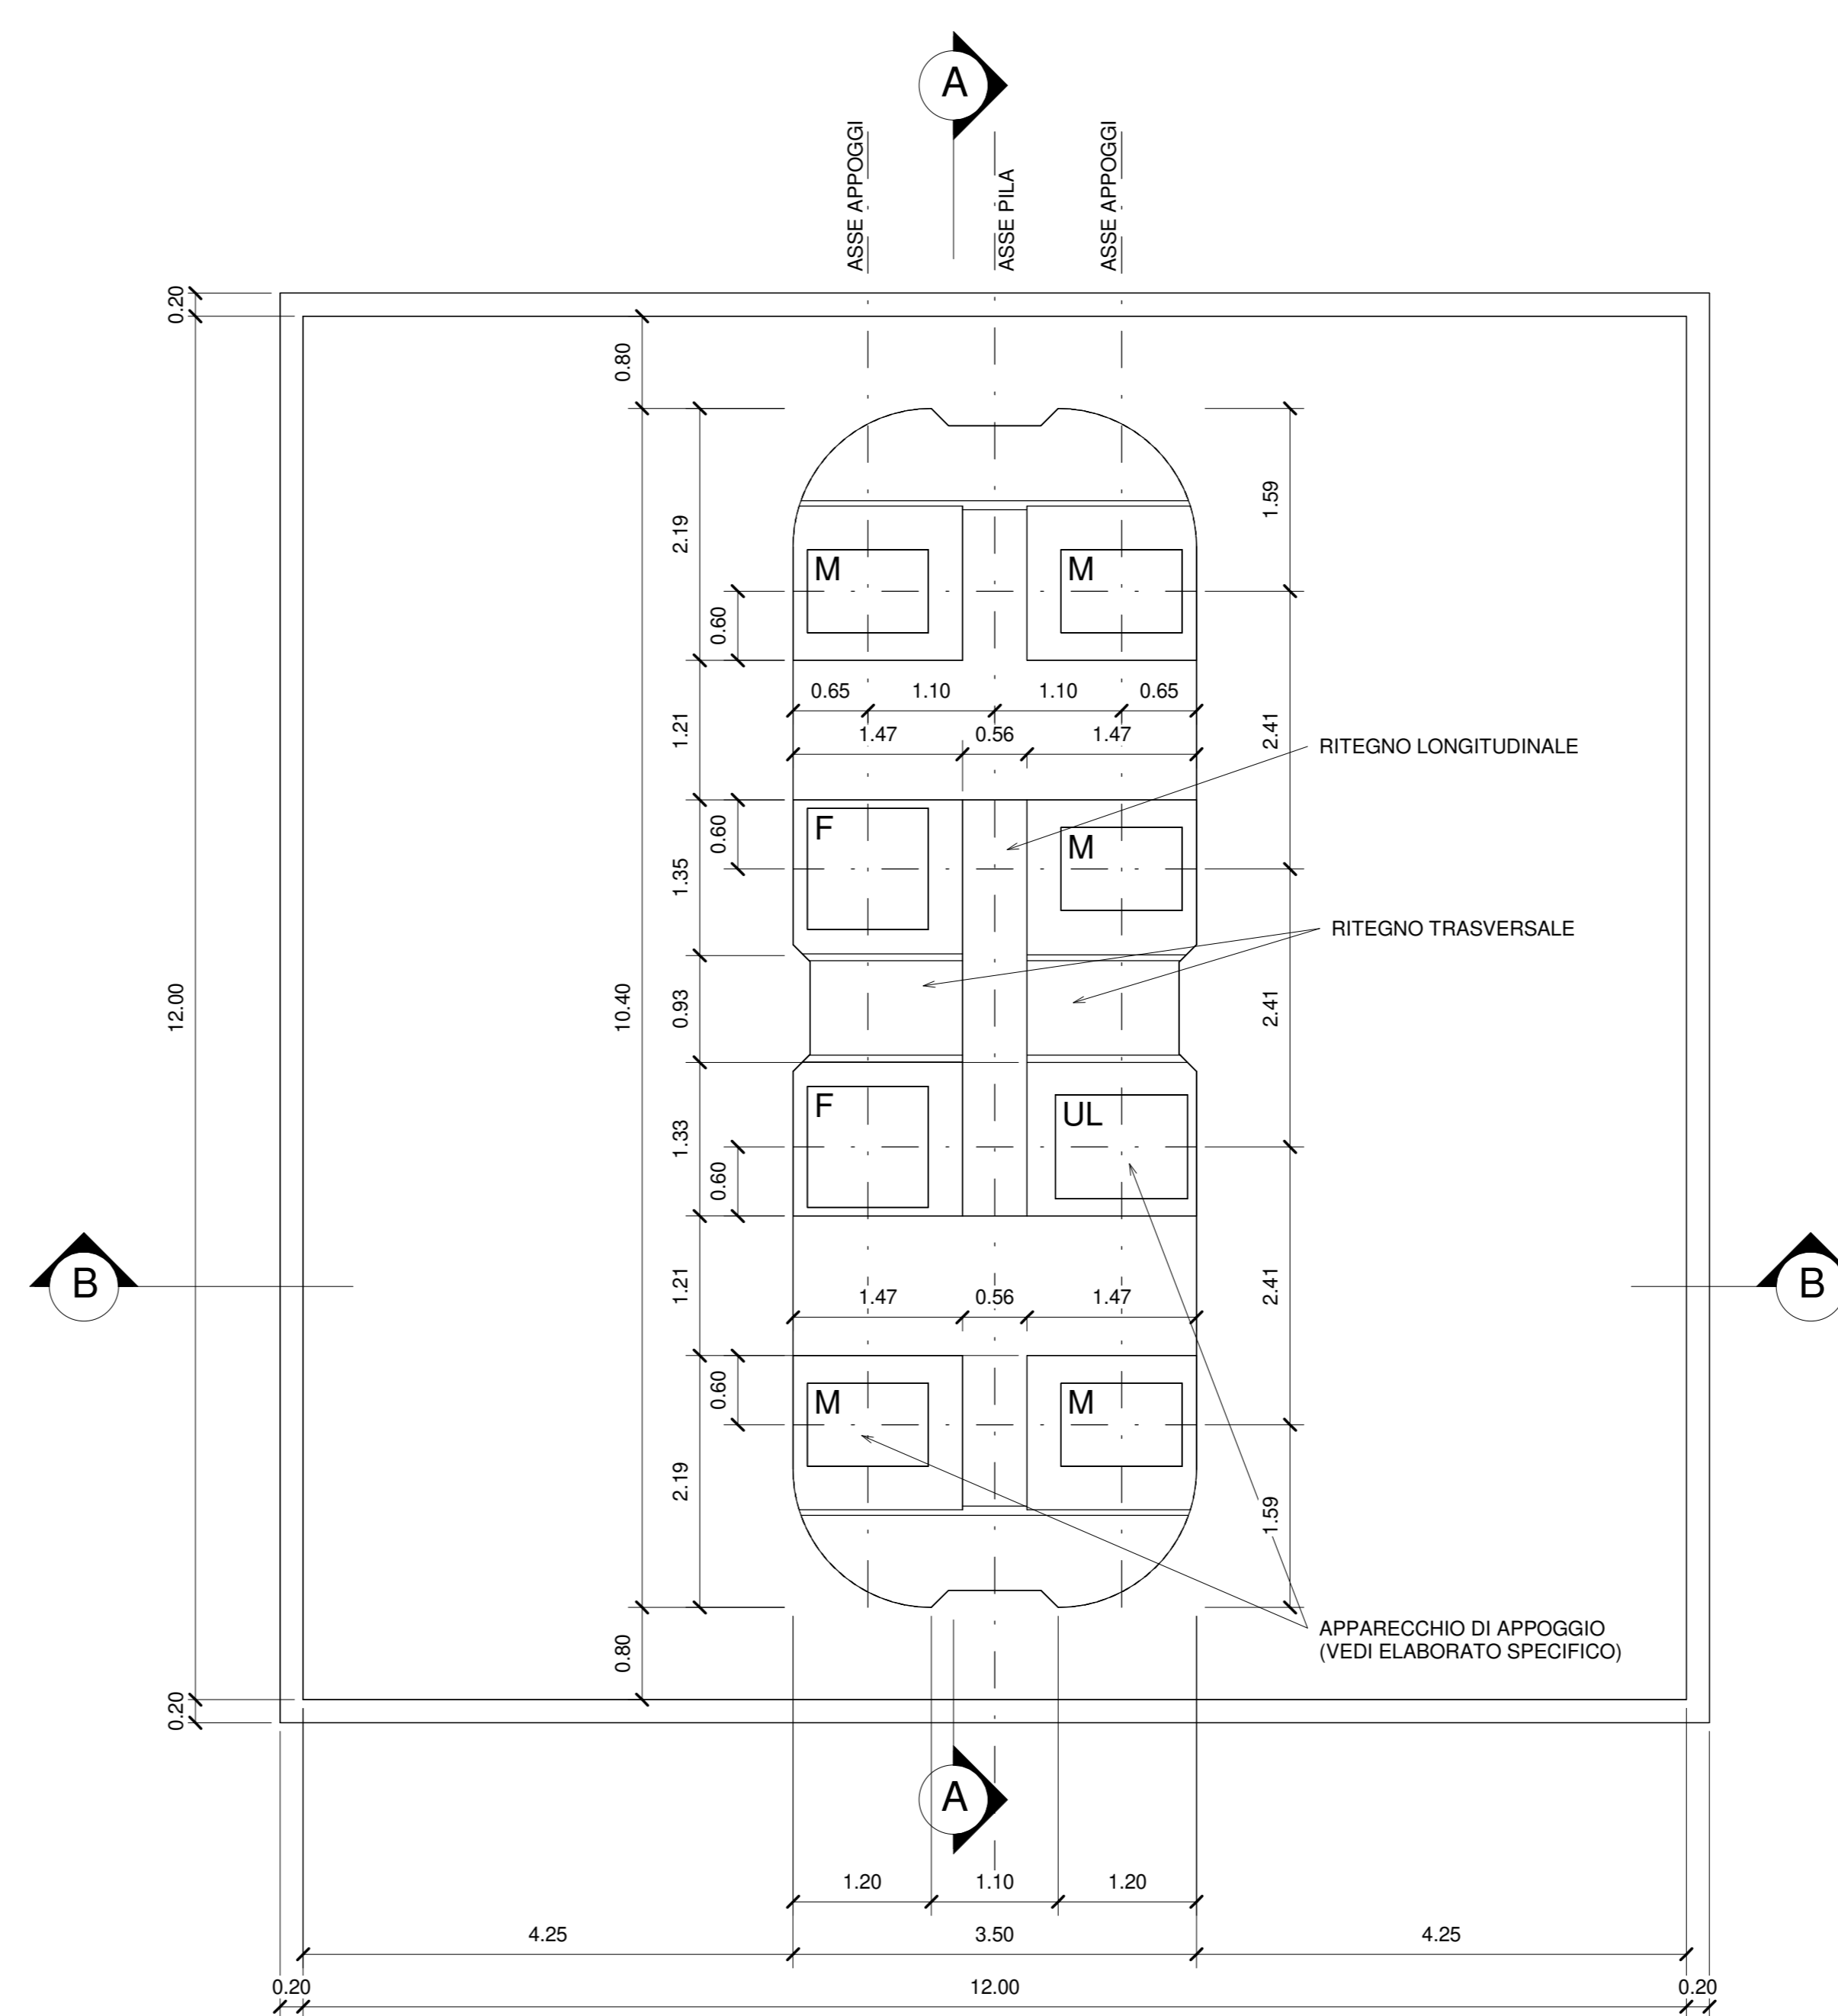 A
ASSE APPOGGI
ASSE PILA
ASSE APPOGGI
0.20
0.80
1.59
2.19
M
M
0.60
0.65
1.10
1.10
0.65
1.21
2.41
1.47
0.56
1.47
RITEGNO LONGITUDINALE
0.60
F
M
1.35
RITEGNO TRASVERSALE
12.00
10.40
0.93
2.41
F
UL
1.33
0.60
B
B
1.21
2.41
1.47
0.56
1.47
0.60
M
M
2.19
1.59
APPARECCHIO DI APPOGGIO
(VEDI ELABORATO SPECIFICO)
0.80
0.20
A
1.20
1.10
1.20
4.25
3.50
4.25
0.20
12.00
0.20